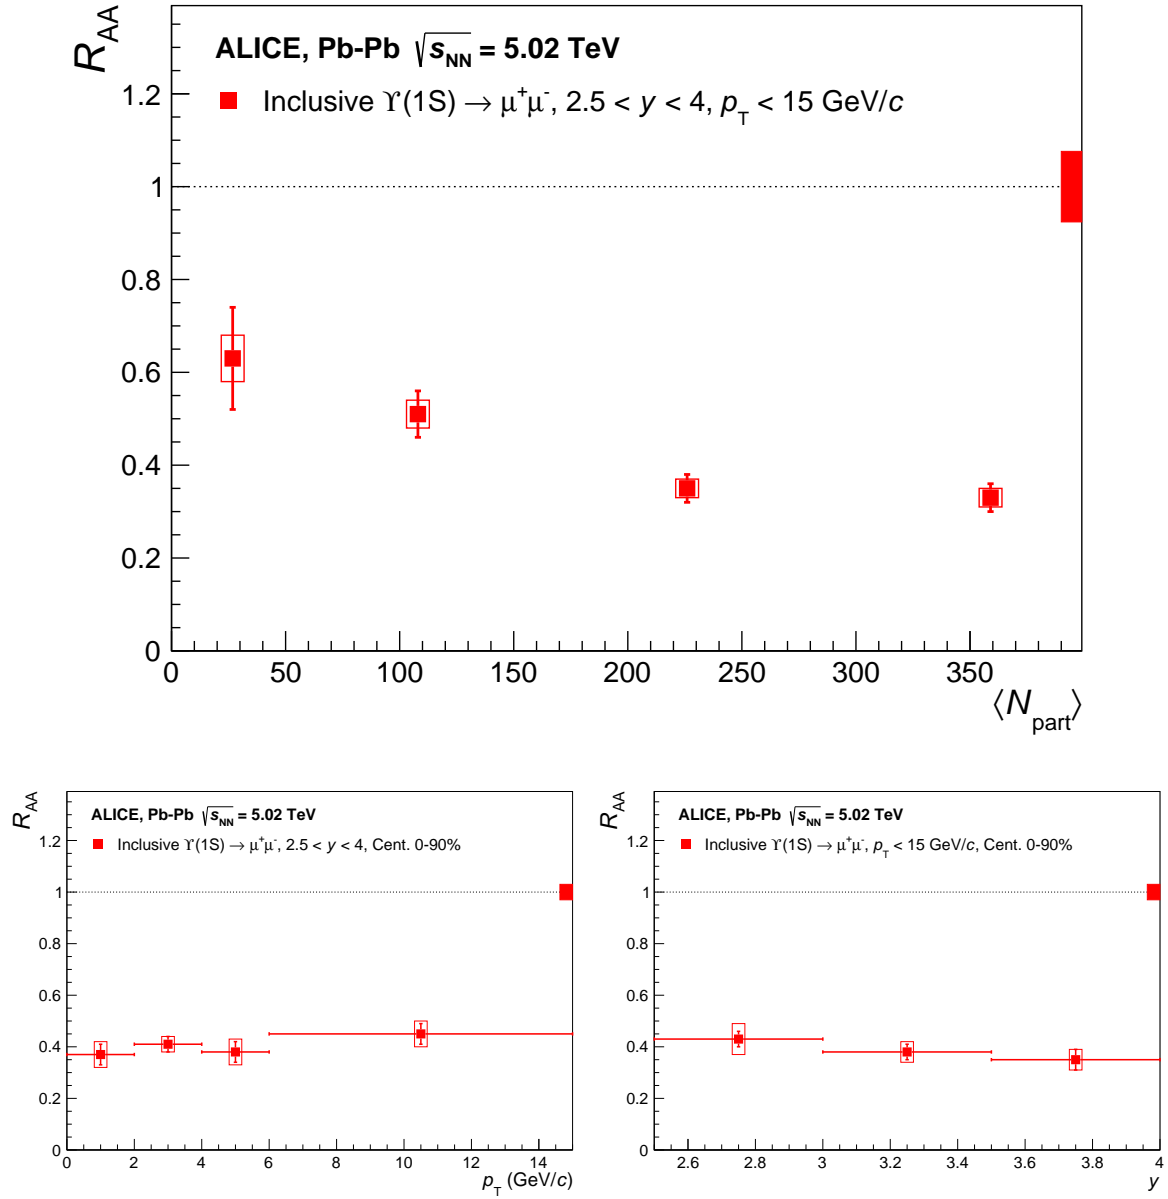 R_AA
ALICE, Pb-Pb √s_NN = 5.02 TeV
Inclusive ϒ(1S) → μ⁺μ⁻, 2.5 < y < 4, p_T < 15 GeV/c
1.2
1
0.8
0.6
0.4
0.2
0
0 50 100 150 200 250 300 350
⟨N_part⟩
R_AA
ALICE, Pb-Pb √s_NN = 5.02 TeV
Inclusive ϒ(1S) → μ⁺μ⁻, 2.5 < y < 4, Cent. 0-90%
1.2
1
0.8
0.6
0.4
0.2
0
0 2 4 6 8 10 12 14
p_T (GeV/c)
R_AA
ALICE, Pb-Pb √s_NN = 5.02 TeV
Inclusive ϒ(1S) → μ⁺μ⁻, p_T < 15 GeV/c, Cent. 0-90%
1.2
1
0.8
0.6
0.4
0.2
0
2.6 2.8 3 3.2 3.4 3.6 3.8 4
y